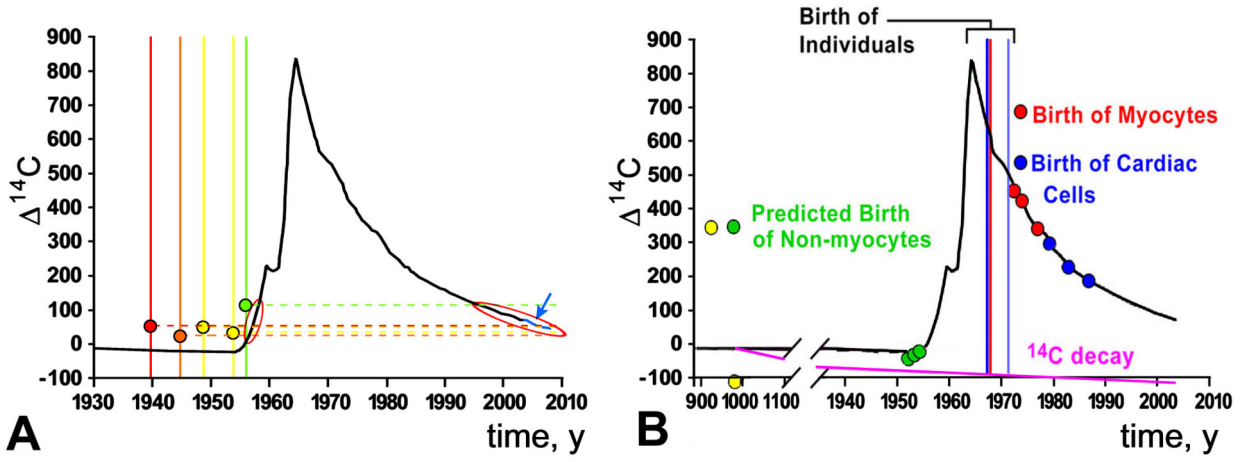 900
800
700
600
500
400
300
200
100
0
-100
Δ¹⁴C
1930 1940 1950 1960 1970 1980 1990 2000 2010
time, y
A
Birth of
Individuals
900
800
700
600
500
400
300
200
100
0
-100
Δ¹⁴C
Birth of Myocytes
Birth of Cardiac
Cells
Predicted Birth
of Non-myocytes
¹⁴C decay
900 1000 1100 1940 1950 1960 1970 1980 1990 2000 2010
time, y
B